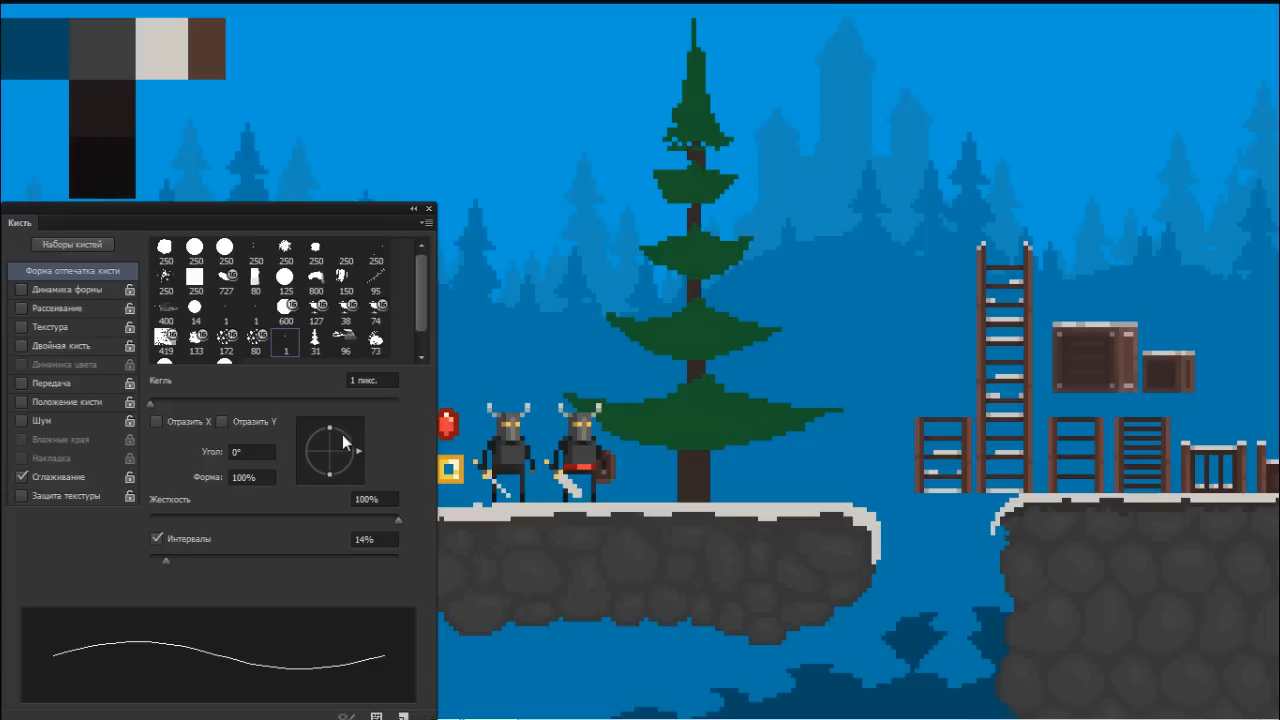 Кисть
Наборы кистей
Форма отпечатка кисти
Динамика формы
Рассеивание
Текстура
Двойная кисть
Динамика цвета
Передача
Положение кисти
Шум
Влажные края
Накладка
Сглаживание
Защита текстуры
250 250 250 250 250 250 250 250
250 250 727 80 125 800 150 95
400 14 1 1 600 127 38 74
419 133 172 80 1 31 96 73
Кегль 1 пикс.
Отразить X Отразить Y
Угол: 0°
Форма: 100%
Жесткость 100%
Интервалы 14%